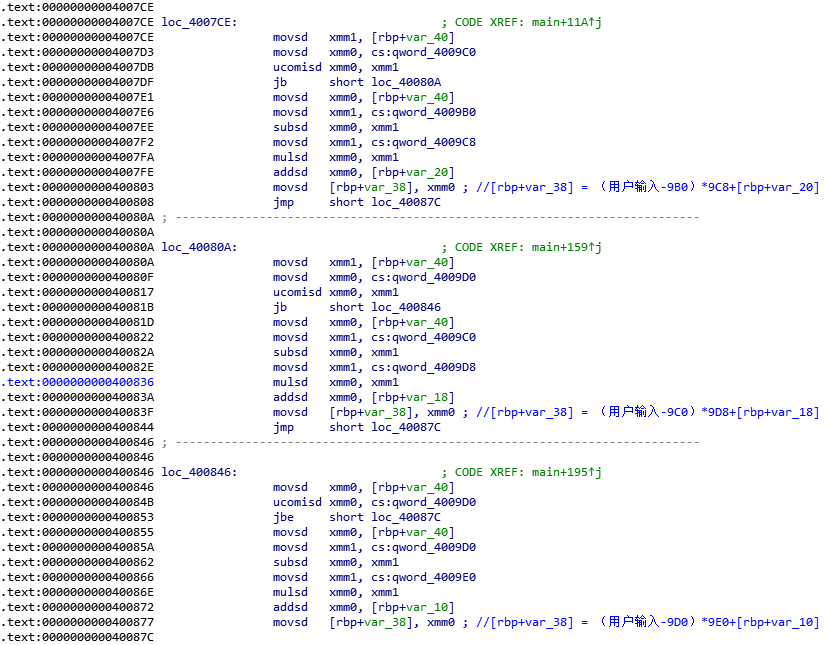 .text:00000000004007CE
.text:00000000004007CE loc_4007CE: ; CODE XREF: main+11A↑j
.text:00000000004007CE movsd xmm1, [rbp+var_40]
.text:00000000004007D3 movsd xmm0, cs:qword_4009C0
.text:00000000004007DB ucomisd xmm0, xmm1
.text:00000000004007DF jb short loc_40080A
.text:00000000004007E1 movsd xmm0, [rbp+var_40]
.text:00000000004007E6 movsd xmm1, cs:qword_4009B0
.text:00000000004007EE subsd xmm0, xmm1
.text:00000000004007F2 movsd xmm1, cs:qword_4009C8
.text:00000000004007FA mulsd xmm0, xmm1
.text:00000000004007FE addsd xmm0, [rbp+var_20]
.text:0000000000400803 movsd [rbp+var_38], xmm0 ; //[rbp+var_38] = （用户输入-9B0）*9C8+[rbp+var_20]
.text:0000000000400808 jmp short loc_40087C
.text:000000000040080A ; ---------------------------------------------------------------------------
.text:000000000040080A
.text:000000000040080A loc_40080A: ; CODE XREF: main+159↑j
.text:000000000040080A movsd xmm1, [rbp+var_40]
.text:000000000040080F movsd xmm0, cs:qword_4009D0
.text:0000000000400817 ucomisd xmm0, xmm1
.text:000000000040081B jb short loc_400846
.text:000000000040081D movsd xmm0, [rbp+var_40]
.text:0000000000400822 movsd xmm1, cs:qword_4009C0
.text:000000000040082A subsd xmm0, xmm1
.text:000000000040082E movsd xmm1, cs:qword_4009D8
.text:0000000000400836 mulsd xmm0, xmm1
.text:000000000040083A addsd xmm0, [rbp+var_18]
.text:000000000040083F movsd [rbp+var_38], xmm0 ; //[rbp+var_38] = （用户输入-9C0）*9D8+[rbp+var_18]
.text:0000000000400844 jmp short loc_40087C
.text:0000000000400846 ; ---------------------------------------------------------------------------
.text:0000000000400846
.text:0000000000400846 loc_400846: ; CODE XREF: main+195↑j
.text:0000000000400846 movsd xmm0, [rbp+var_40]
.text:000000000040084B ucomisd xmm0, cs:qword_4009D0
.text:0000000000400853 jbe short loc_40087C
.text:0000000000400855 movsd xmm0, [rbp+var_40]
.text:000000000040085A movsd xmm1, cs:qword_4009D0
.text:0000000000400862 subsd xmm0, xmm1
.text:0000000000400866 movsd xmm1, cs:qword_4009E0
.text:000000000040086E mulsd xmm0, xmm1
.text:0000000000400872 addsd xmm0, [rbp+var_10]
.text:0000000000400877 movsd [rbp+var_38], xmm0 ; //[rbp+var_38] = （用户输入-9D0）*9E0+[rbp+var_10]
.text:000000000040087C